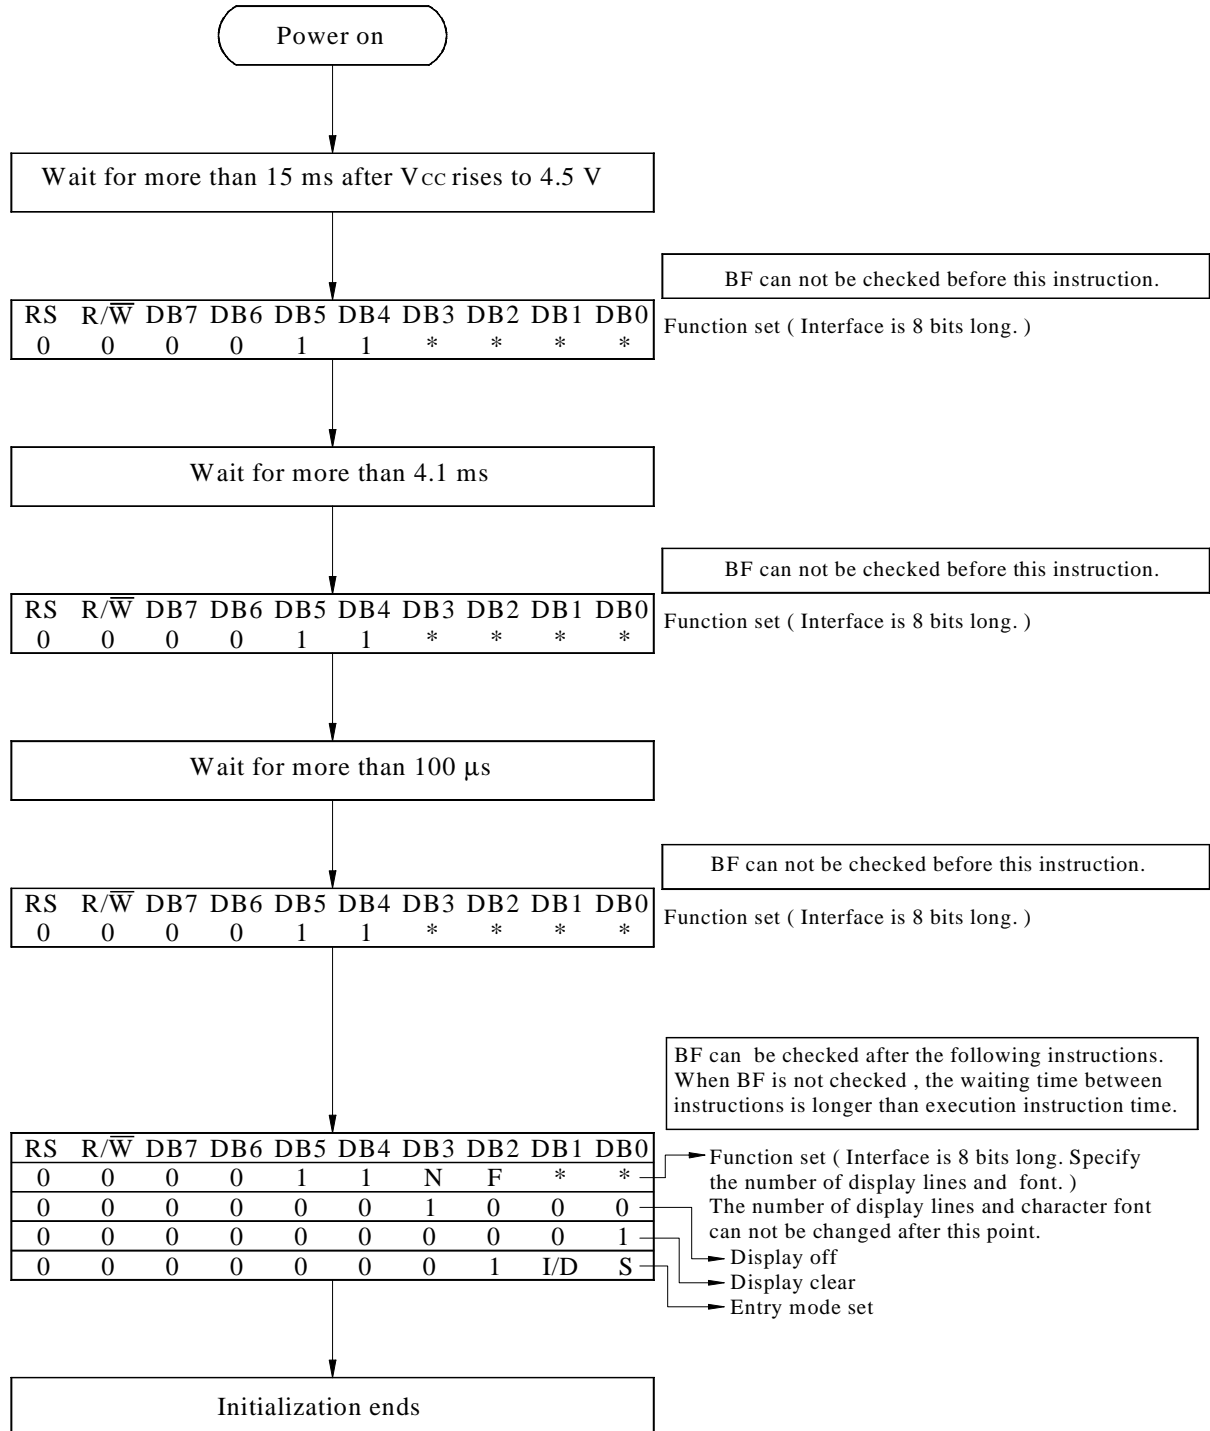 Power on
Wait for more than 15 ms after VCC rises to 4.5 V
BF can not be checked before this instruction.
RS R/W̅ DB7 DB6 DB5 DB4 DB3 DB2 DB1 DB0
Function set ( Interface is 8 bits long. )
0 0 0 0 1 1 * * * *
Wait for more than 4.1 ms
BF can not be checked before this instruction.
RS R/W̅ DB7 DB6 DB5 DB4 DB3 DB2 DB1 DB0
Function set ( Interface is 8 bits long. )
0 0 0 0 1 1 * * * *
Wait for more than 100 µs
BF can not be checked before this instruction.
RS R/W̅ DB7 DB6 DB5 DB4 DB3 DB2 DB1 DB0
Function set ( Interface is 8 bits long. )
0 0 0 0 1 1 * * * *
BF can be checked after the following instructions.
When BF is not checked , the waiting time between
instructions is longer than execution instruction time.
RS R/W̅ DB7 DB6 DB5 DB4 DB3 DB2 DB1 DB0
0 0 0 0 1 1 N F * *
0 0 0 0 0 0 1 0 0 0
0 0 0 0 0 0 0 0 0 1
0 0 0 0 0 0 0 1 I/D S
Function set ( Interface is 8 bits long. Specify
the number of display lines and font. )
The number of display lines and character font
can not be changed after this point.
Display off
Display clear
Entry mode set
Initialization ends